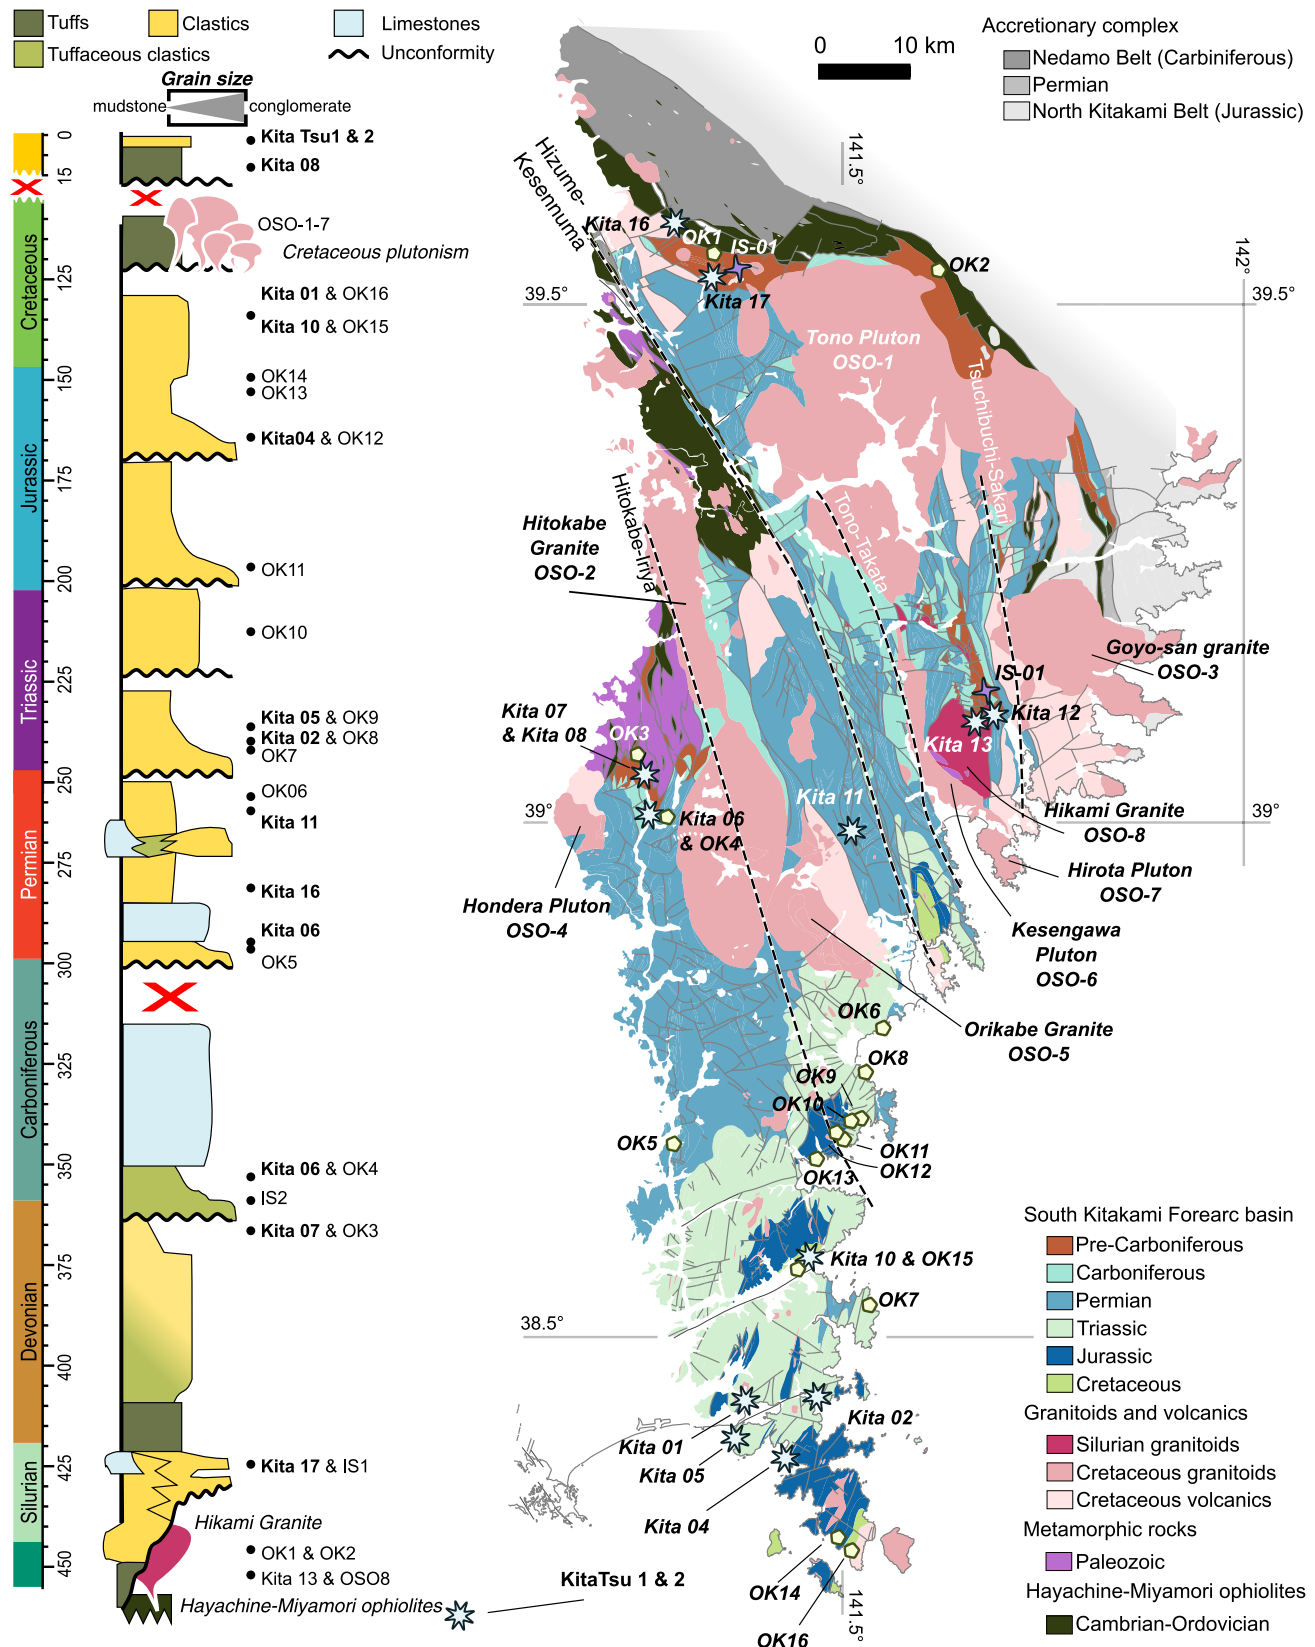 Tuffs
Clastics
Limestones
Tuffaceous clastics
Unconformity
Grain size
mudstone
conglomerate
0
15
125
150
175
200
225
250
275
300
325
350
375
400
425
450
Cretaceous
Jurassic
Triassic
Permian
Carboniferous
Devonian
Silurian
Kita Tsu1 & 2
Kita 08
OSO-1-7
Cretaceous plutonism
Kita 01 & OK16
Kita 10 & OK15
OK14
OK13
Kita04 & OK12
OK11
OK10
Kita 05 & OK9
Kita 02 & OK8
OK7
OK06
Kita 11
Kita 16
Kita 06
OK5
Kita 06 & OK4
IS2
Kita 07 & OK3
Kita 17 & IS1
Hikami Granite
OK1 & OK2
Kita 13 & OSO8
Hayachine-Miyamori ophiolites
KitaTsu 1 & 2
0
10 km
Accretionary complex
Nedamo Belt (Carbiniferous)
Permian
North Kitakami Belt (Jurassic)
141.5°
142°
39.5°
39.5°
39°
39°
38.5°
141.5°
Hizume-
Kesennuma
Kita 16
OK1
IS-01
Kita 17
OK2
Tono Pluton
OSO-1
Tsuchibuchi-Sakari
Tono-Takata
Hitokabe-Iriya
Hitokabe
Granite
OSO-2
Goyo-san granite
OSO-3
IS-01
Kita 12
Kita 13
Kita 07
& Kita 08
OK3
Kita 06
& OK4
Kita 11
Hikami Granite
OSO-8
Hirota Pluton
OSO-7
Hondera Pluton
OSO-4
Kesengawa
Pluton
OSO-6
Orikabe Granite
OSO-5
OK6
OK8
OK9
OK10
OK5
OK11
OK12
OK13
Kita 10 & OK15
OK7
Kita 02
Kita 01
Kita 05
Kita 04
OK14
OK16
South Kitakami Forearc basin
Pre-Carboniferous
Carboniferous
Permian
Triassic
Jurassic
Cretaceous
Granitoids and volcanics
Silurian granitoids
Cretaceous granitoids
Cretaceous volcanics
Metamorphic rocks
Paleozoic
Hayachine-Miyamori ophiolites
Cambrian-Ordovician